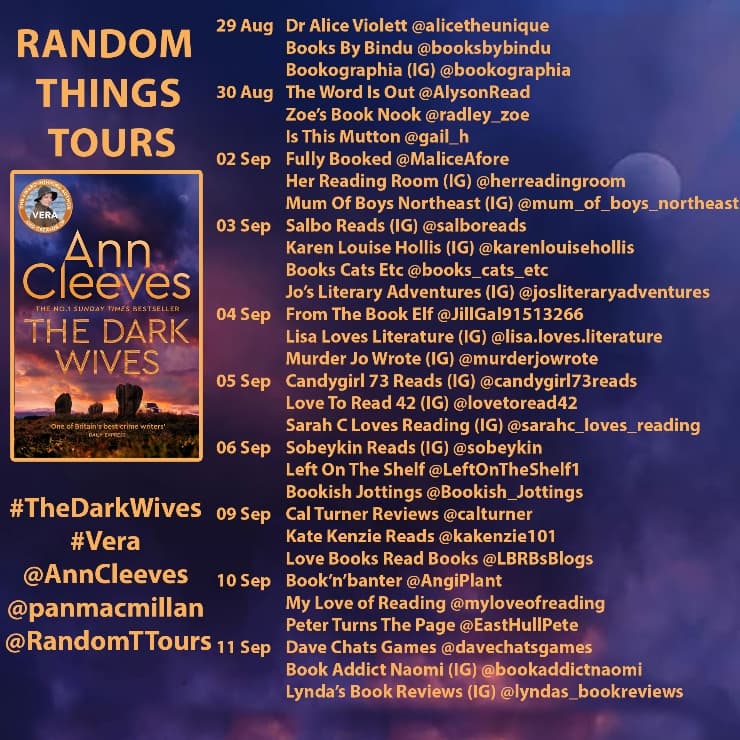 RANDOM
THINGS
TOURS
VERA
Ann
Cleeves
THE NO.1 SUNDAY TIMES BESTSELLER
THE DARK
WIVES
'One of Britain's best crime writers'
DAILY EXPRESS
#TheDarkWives
#Vera
@AnnCleeves
@panmacmillan
@RandomTTours
29 Aug Dr Alice Violett @alicetheunique
Books By Bindu @booksbybindu
Bookographia (IG) @bookographia
30 Aug The Word Is Out @AlysonRead
Zoe's Book Nook @radley_zoe
Is This Mutton @gail_h
02 Sep Fully Booked @MaliceAfore
Her Reading Room (IG) @herreadingroom
Mum Of Boys Northeast (IG) @mum_of_boys_northeast
03 Sep Salbo Reads (IG) @salboreads
Karen Louise Hollis (IG) @karenlouisehollis
Books Cats Etc @books_cats_etc
Jo's Literary Adventures (IG) @josliteraryadventures
04 Sep From The Book Elf @JillGal91513266
Lisa Loves Literature (IG) @lisa.loves.literature
Murder Jo Wrote (IG) @murderjowrote
05 Sep Candygirl 73 Reads (IG) @candygirl73reads
Love To Read 42 (IG) @lovetoread42
Sarah C Loves Reading (IG) @sarahc_loves_reading
06 Sep Sobeykin Reads (IG) @sobeykin
Left On The Shelf @LeftOnTheShelf1
Bookish Jottings @Bookish_Jottings
09 Sep Cal Turner Reviews @calturner
Kate Kenzie Reads @kakenzie101
Love Books Read Books @LBRBsBlogs
10 Sep Book'n'banter @AngiPlant
My Love of Reading @myloveofreading
Peter Turns The Page @EastHullPete
11 Sep Dave Chats Games @davechatsgames
Book Addict Naomi (IG) @bookaddictnaomi
Lynda's Book Reviews (IG) @lyndas_bookreviews